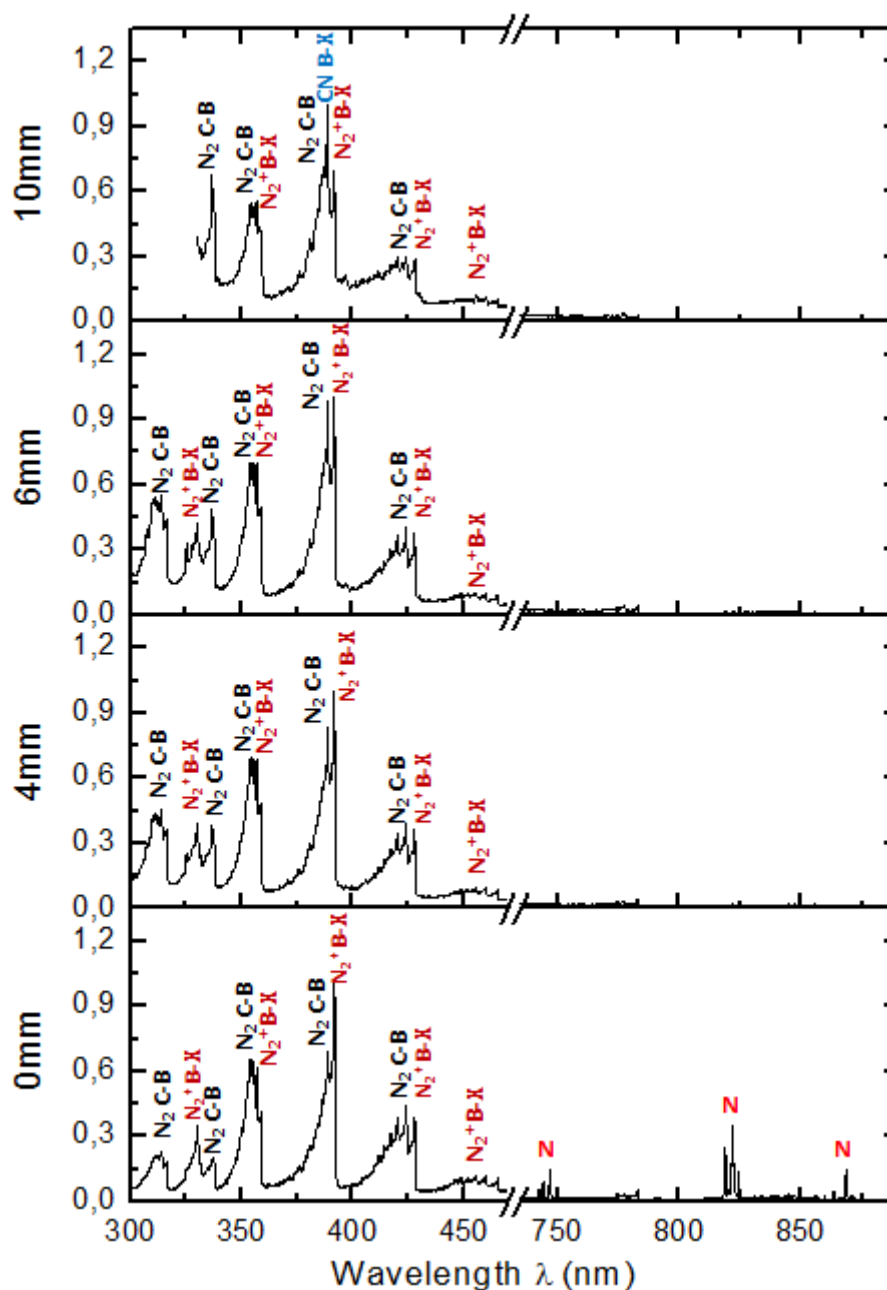 10mm
1,2
0,9
0,6
0,3
0,0
N₂ C-B
N₂ C-B
N₂⁺B-X
N₂ C-B
CN B-X
N₂⁺B-X
N₂ C-B
N₂⁺B-X
N₂⁺B-X
6mm
1,2
0,9
0,6
0,3
0,0
N₂ C-B
N₂⁺B-X
N₂ C-B
N₂ C-B
N₂⁺B-X
N₂ C-B
N₂⁺B-X
N₂ C-B
N₂⁺B-X
N₂⁺B-X
4mm
1,2
0,9
0,6
0,3
0,0
N₂ C-B
N₂⁺B-X
N₂ C-B
N₂ C-B
N₂⁺B-X
N₂ C-B
N₂⁺B-X
N₂ C-B
N₂⁺B-X
N₂⁺B-X
0mm
1,2
0,9
0,6
0,3
0,0
N₂ C-B
N₂⁺B-X
N₂ C-B
N₂ C-B
N₂⁺B-X
N₂ C-B
N₂⁺B-X
N₂ C-B
N₂⁺B-X
N₂⁺B-X
N
N
N
300 350 400 450 750 800 850
Wavelength λ (nm)